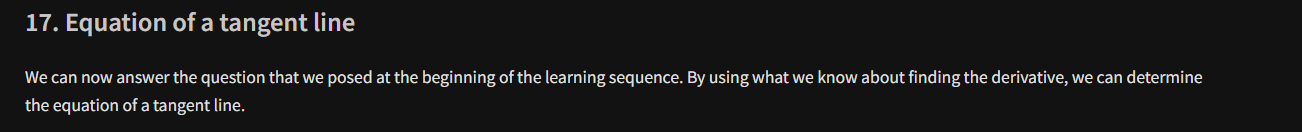 17. Equation of a tangent line
We can now answer the question that we posed at the beginning of the learning sequence. By using what we know about finding the derivative, we can determine
the equation of a tangent line.